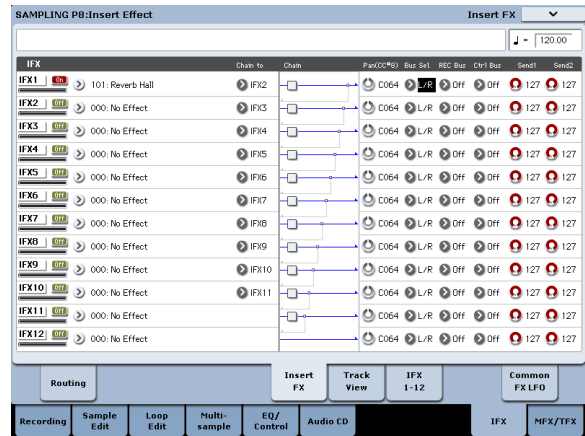 SAMPLING P8:Insert Effect Insert FX
♩ = 120.00
IFX Chain to Chain Pan(CC#8) Bus Sel. REC Bus Ctrl Bus Send1 Send2
IFX1 On 101: Reverb Hall IFX2 C064 L/R Off Off 127 127
IFX2 Off 000: No Effect IFX3 C064 L/R Off Off 127 127
IFX3 Off 000: No Effect IFX4 C064 L/R Off Off 127 127
IFX4 Off 000: No Effect IFX5 C064 L/R Off Off 127 127
IFX5 Off 000: No Effect IFX6 C064 L/R Off Off 127 127
IFX6 Off 000: No Effect IFX7 C064 L/R Off Off 127 127
IFX7 Off 000: No Effect IFX8 C064 L/R Off Off 127 127
IFX8 Off 000: No Effect IFX9 C064 L/R Off Off 127 127
IFX9 Off 000: No Effect IFX10 C064 L/R Off Off 127 127
IFX10 Off 000: No Effect IFX11 C064 L/R Off Off 127 127
IFX11 Off 000: No Effect C064 L/R Off Off 127 127
IFX12 Off 000: No Effect C064 L/R Off Off 127 127
Routing Insert FX Track View IFX 1-12 Common FX LFO
Recording Sample Edit Loop Edit Multi-sample EQ/Control Audio CD IFX MFX/TFX